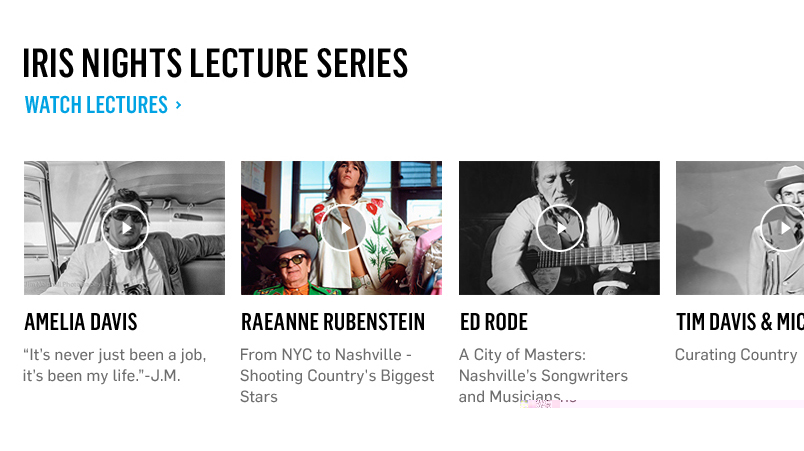 IRIS NIGHTS LECTURE SERIES
WATCH LECTURES >
AMELIA DAVIS
“It's never just been a job,
it's been my life.”-J.M.
RAEANNE RUBENSTEIN
From NYC to Nashville -
Shooting Country's Biggest
Stars
ED RODE
A City of Masters:
Nashville's Songwriters
and Musicians
TIM DAVIS & MIC
Curating Country